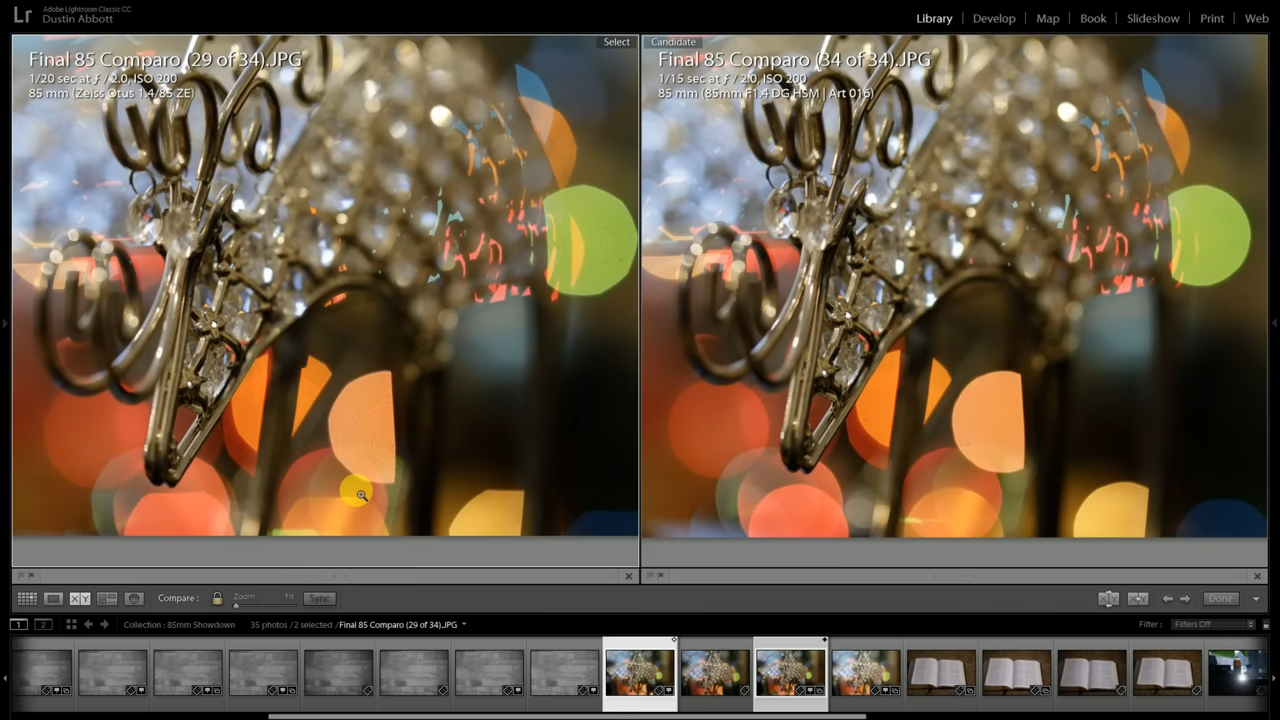 Lr Adobe Lightroom Classic CC
Dustin Abbott
Library | Develop | Map | Book | Slideshow | Print | Web
Select
Final 85 Comparo (29 of 34).JPG
1/20 sec at ƒ / 2.0, ISO 200
85 mm (Zeiss Otus 1.4/85 ZE)
Candidate
Final 85 Comparo (34 of 34).JPG
1/15 sec at ƒ / 2.0, ISO 200
85 mm (85mm F1.4 DG HSM | Art 016)
XY Compare : Zoom Fit Sync Done
1 2 Collection : 85mm Showdown 35 photos / 2 selected / Final 85 Comparo (29 of 34).JPG Filter : Filters Off